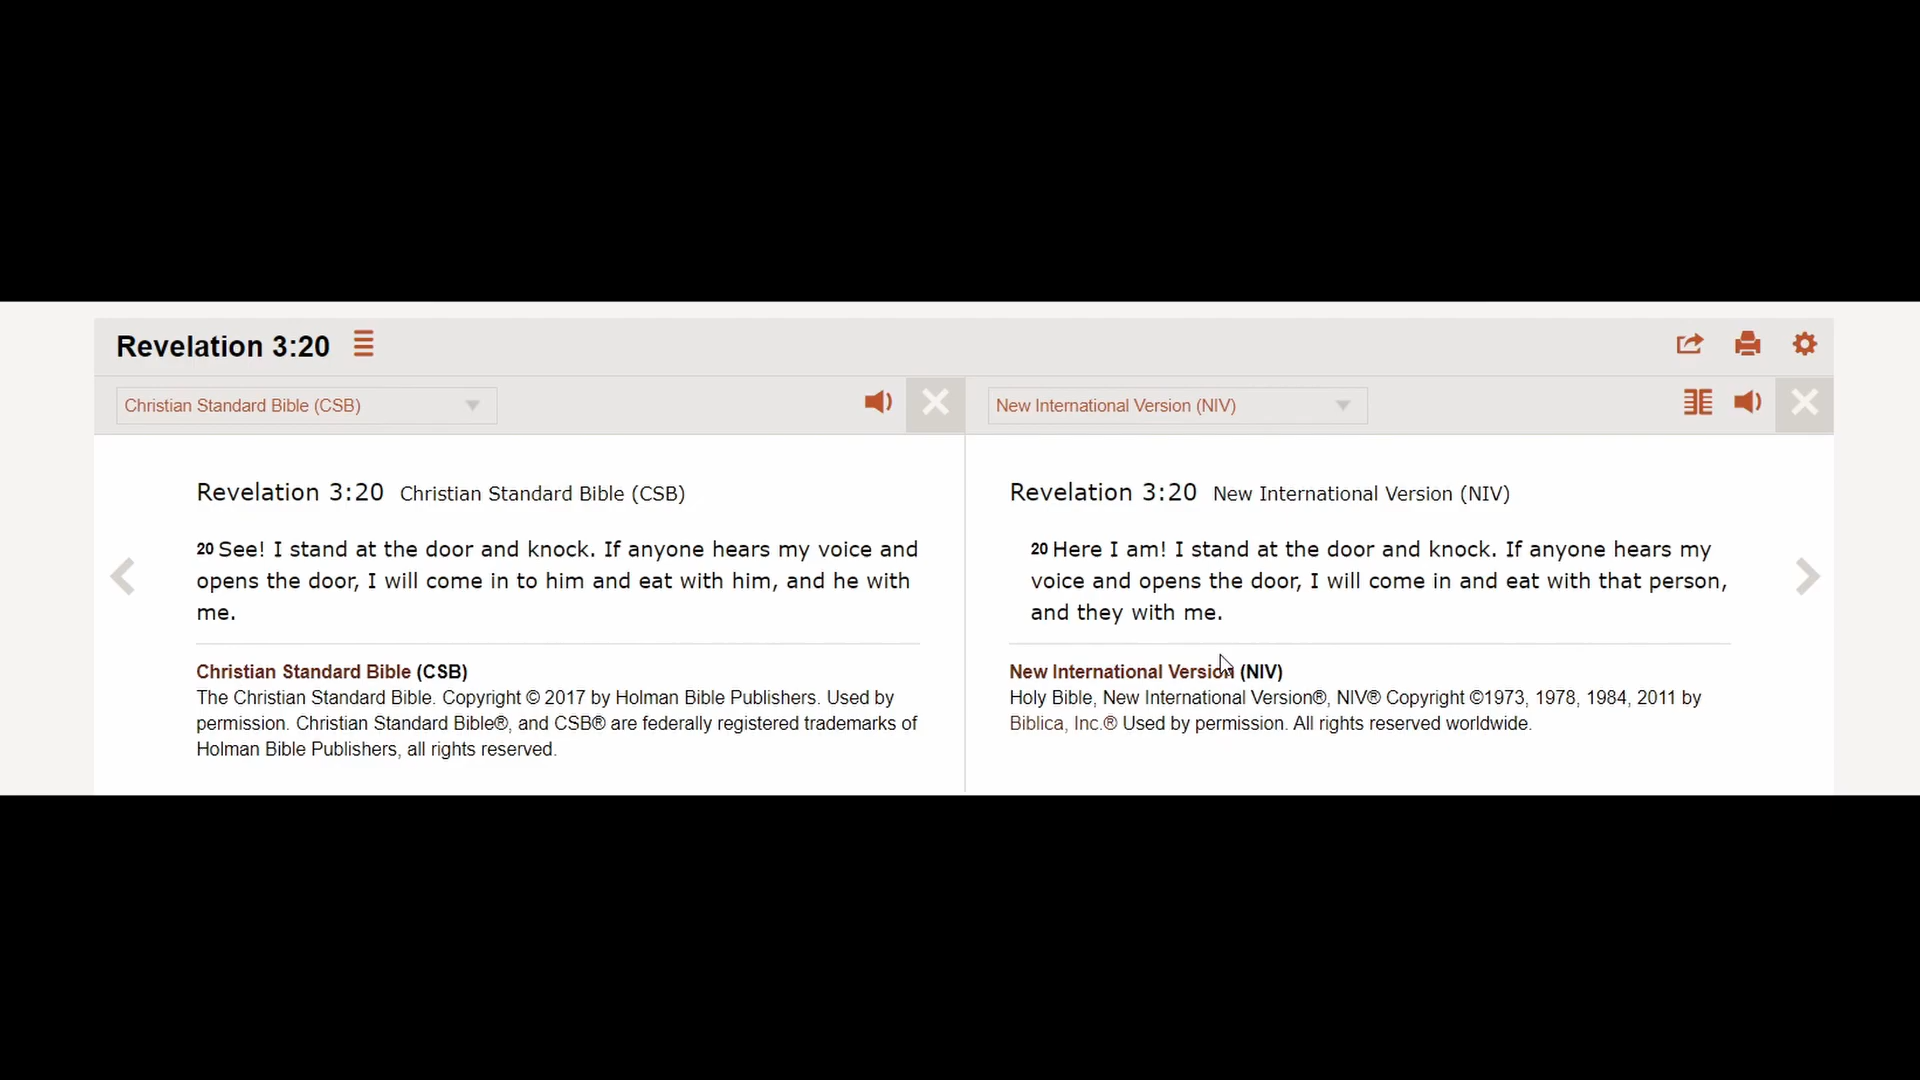 Revelation 3:20
Christian Standard Bible (CSB)
New International Version (NIV)
Revelation 3:20 Christian Standard Bible (CSB)
20 See! I stand at the door and knock. If anyone hears my voice and
opens the door, I will come in to him and eat with him, and he with
me.
Christian Standard Bible (CSB)
The Christian Standard Bible. Copyright © 2017 by Holman Bible Publishers. Used by
permission. Christian Standard Bible®, and CSB® are federally registered trademarks of
Holman Bible Publishers, all rights reserved.
Revelation 3:20 New International Version (NIV)
20 Here I am! I stand at the door and knock. If anyone hears my
voice and opens the door, I will come in and eat with that person,
and they with me.
New International Version (NIV)
Holy Bible, New International Version®, NIV® Copyright ©1973, 1978, 1984, 2011 by
Biblica, Inc.® Used by permission. All rights reserved worldwide.